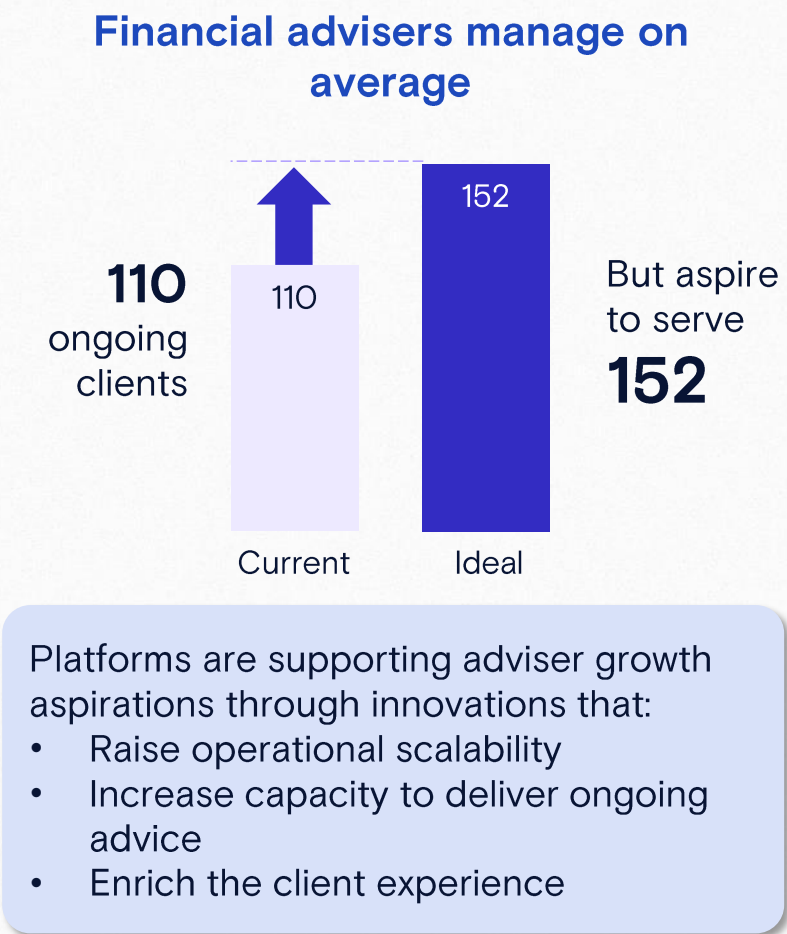 Financial advisers manage on
average
152
110
110
ongoing
clients
But aspire
to serve
152
Current
Ideal
Platforms are supporting adviser growth
aspirations through innovations that:
• Raise operational scalability
• Increase capacity to deliver ongoing
advice
• Enrich the client experience